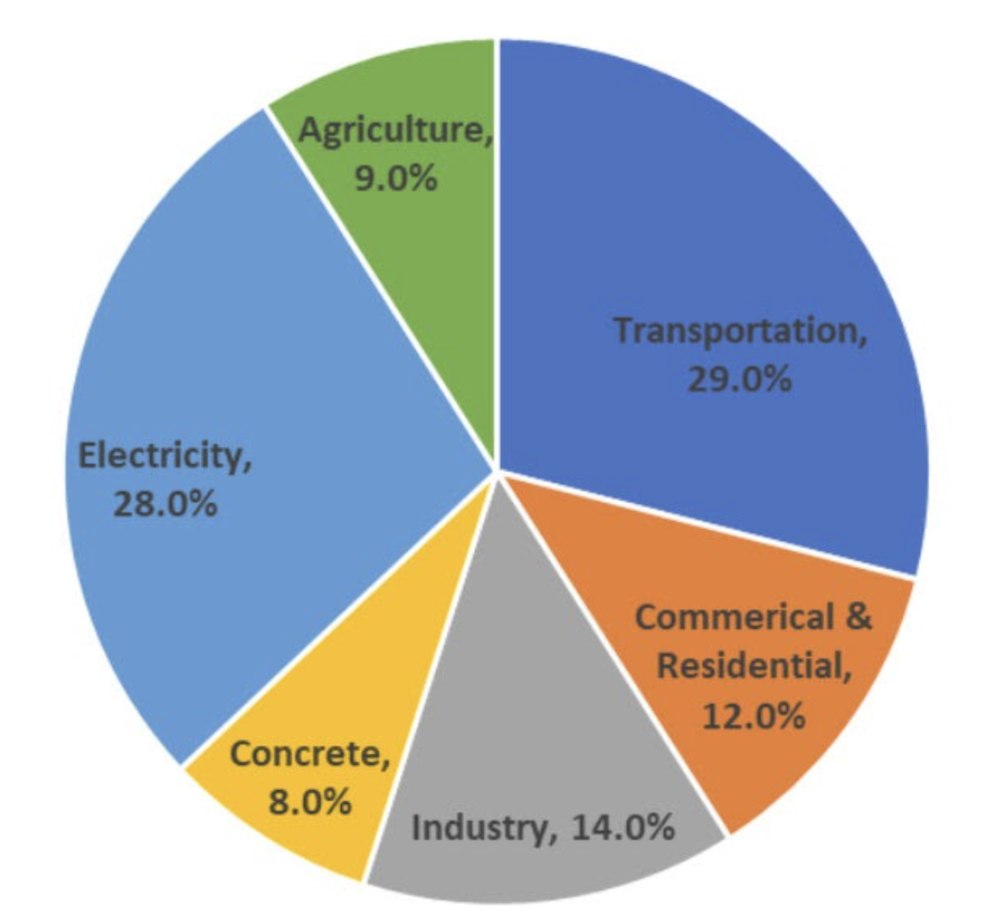 Agriculture,
9.0%
Transportation,
29.0%
Electricity,
28.0%
Commerical &
Residential,
12.0%
Concrete,
8.0%
Industry, 14.0%